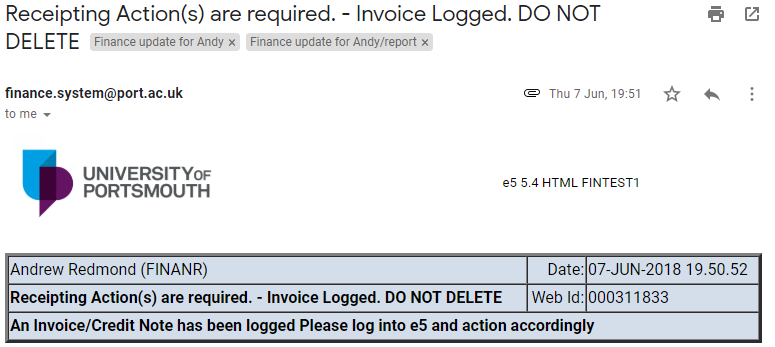 Receipting Action(s) are required. - Invoice Logged. DO NOT
DELETE Finance update for Andy × Finance update for Andy/report ×
finance.system@port.ac.uk Thu 7 Jun, 19:51
to me
UNIVERSITY OF
PORTSMOUTH
e5 5.4 HTML FINTEST1
Andrew Redmond (FINANR) Date: 07-JUN-2018 19.50.52
Receipting Action(s) are required. - Invoice Logged. DO NOT DELETE Web Id: 000311833
An Invoice/Credit Note has been logged Please log into e5 and action accordingly